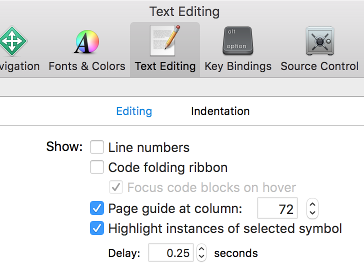 Text Editing
vigation Fonts & Colors Text Editing Key Bindings Source Control
alt
option
Editing Indentation
Show: Line numbers
Code folding ribbon
Focus code blocks on hover
Page guide at column: 72
Highlight instances of selected symbol
Delay: 0.25 seconds